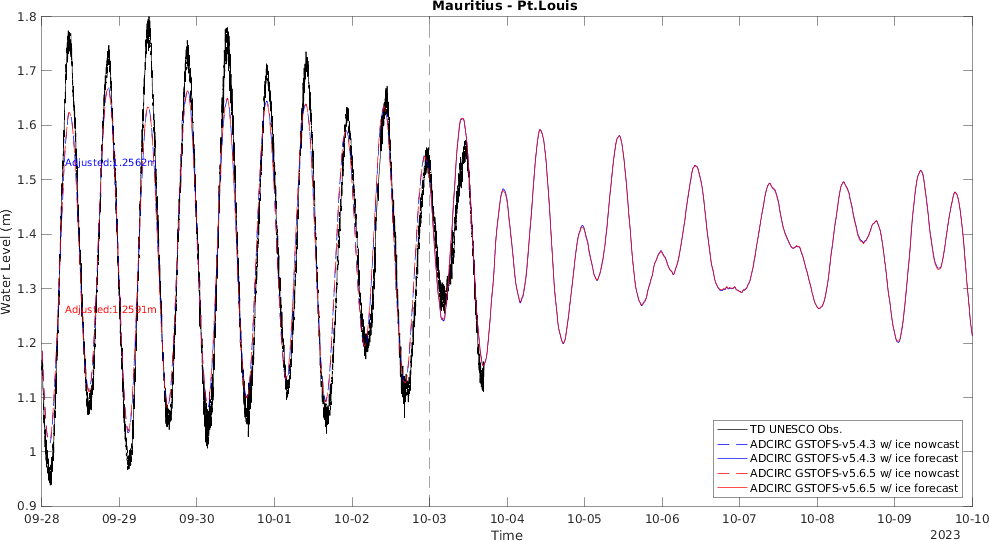 Mauritius - Pt.Louis
1.8
1.7
1.6
1.5
1.4
1.3
1.2
1.1
1
0.9
Water Level (m)
Adjusted:1.2562m
Adjusted:1.2591m
TD UNESCO Obs.
ADCIRC GSTOFS-v5.4.3 w/ ice nowcast
ADCIRC GSTOFS-v5.4.3 w/ ice forecast
ADCIRC GSTOFS-v5.6.5 w/ ice nowcast
ADCIRC GSTOFS-v5.6.5 w/ ice forecast
09-28 09-29 09-30 10-01 10-02 10-03 10-04 10-05 10-06 10-07 10-08 10-09 10-10
Time
2023